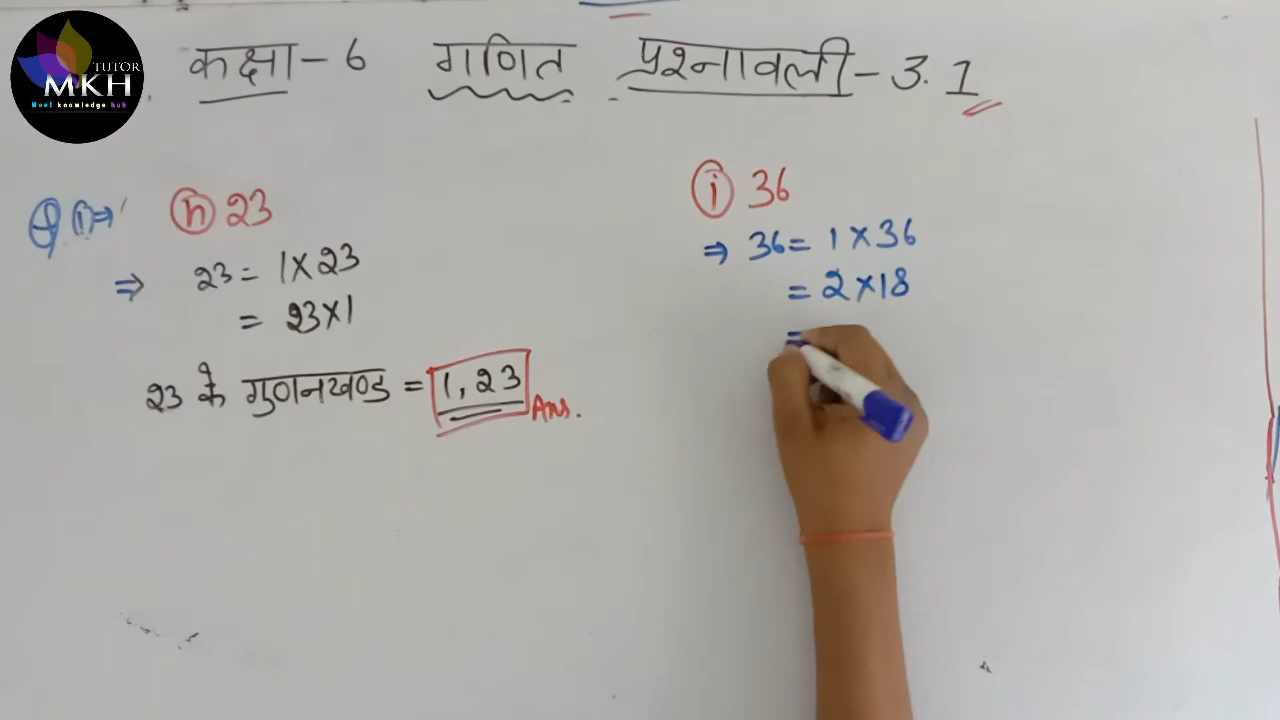 TUTOR
MKH
Meet knowledge hub
कक्षा - 6 गणित प्रश्नावली - 3.1
h 23
⇒ 23 = 1 × 23
= 23 × 1
23 के गुणनखण्ड = 1, 23 Ans.
i 36
⇒ 36 = 1 × 36
= 2 × 18
=